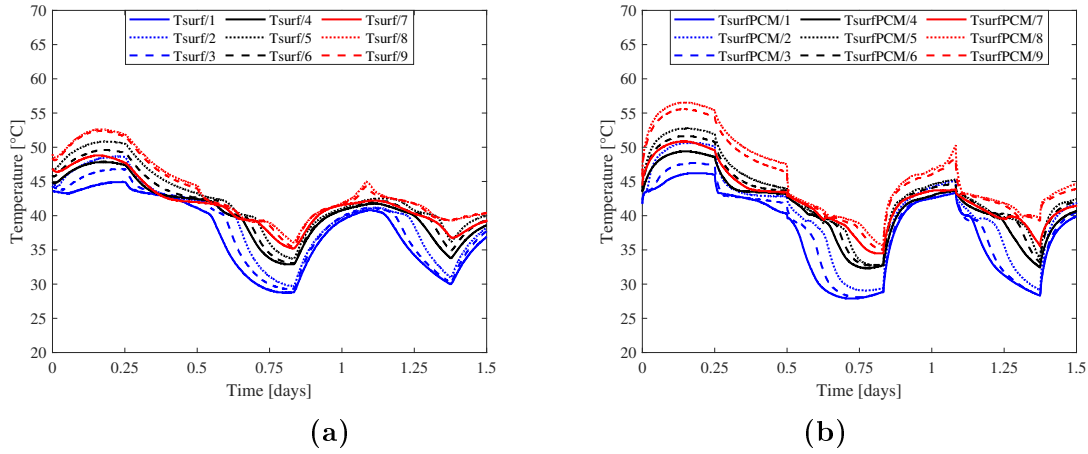 Tsurf/1 Tsurf/4 Tsurf/7
Tsurf/2 Tsurf/5 Tsurf/8
Tsurf/3 Tsurf/6 Tsurf/9
70
65
60
55
50
45
40
35
30
25
20
Temperature [°C]
0 0.25 0.5 0.75 1 1.25 1.5
Time [days]
(a)
TsurfPCM/1 TsurfPCM/4 TsurfPCM/7
TsurfPCM/2 TsurfPCM/5 TsurfPCM/8
TsurfPCM/3 TsurfPCM/6 TsurfPCM/9
70
65
60
55
50
45
40
35
30
25
20
Temperature [°C]
0 0.25 0.5 0.75 1 1.25 1.5
Time [days]
(b)